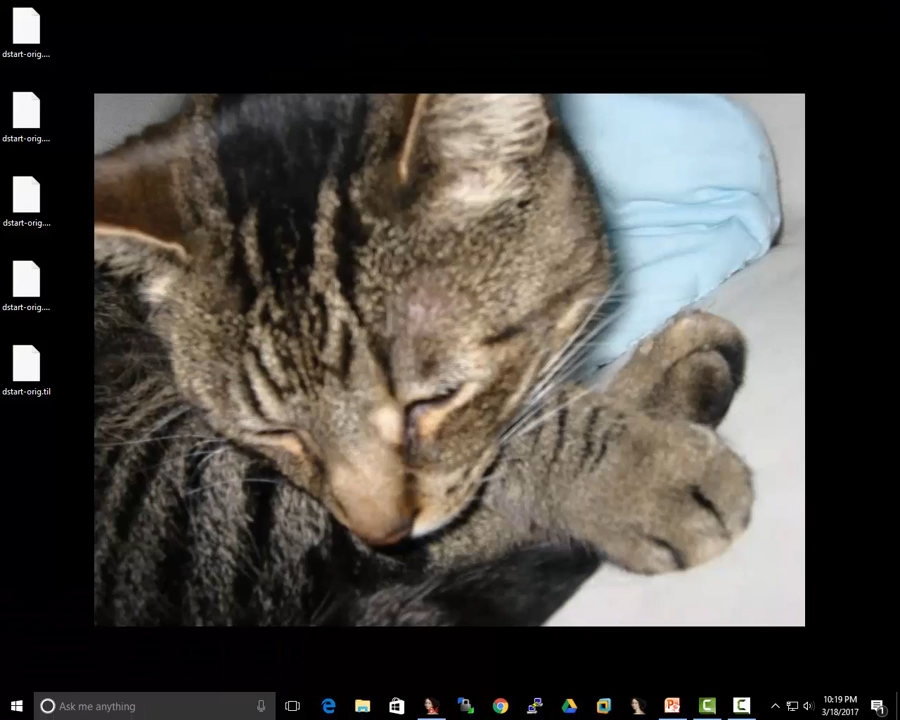 dstart-orig....
dstart-orig....
dstart-orig....
dstart-orig....
dstart-orig.til
Ask me anything
10:19 PM
3/18/2017
1